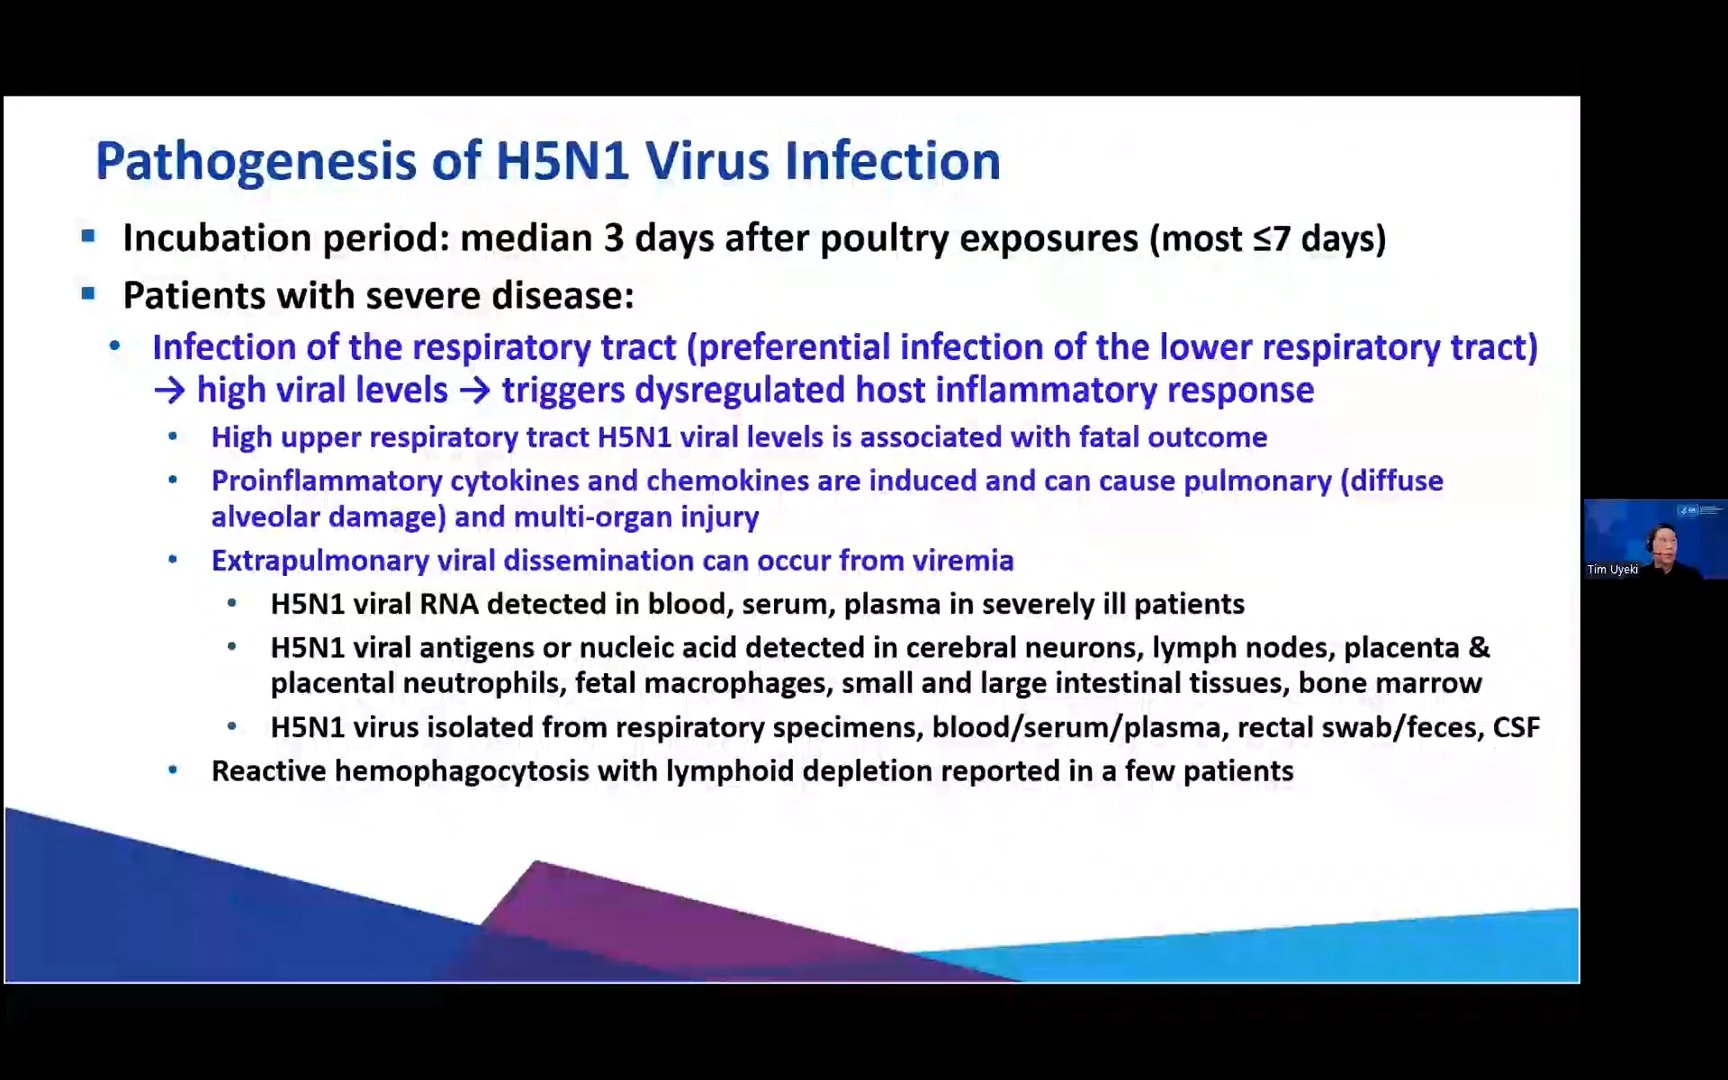 Pathogenesis of H5N1 Virus Infection
▪ Incubation period: median 3 days after poultry exposures (most ≤7 days)
▪ Patients with severe disease:
• Infection of the respiratory tract (preferential infection of the lower respiratory tract)
→ high viral levels → triggers dysregulated host inflammatory response
• High upper respiratory tract H5N1 viral levels is associated with fatal outcome
• Proinflammatory cytokines and chemokines are induced and can cause pulmonary (diffuse
alveolar damage) and multi-organ injury
• Extrapulmonary viral dissemination can occur from viremia
• H5N1 viral RNA detected in blood, serum, plasma in severely ill patients
• H5N1 viral antigens or nucleic acid detected in cerebral neurons, lymph nodes, placenta &
placental neutrophils, fetal macrophages, small and large intestinal tissues, bone marrow
• H5N1 virus isolated from respiratory specimens, blood/serum/plasma, rectal swab/feces, CSF
• Reactive hemophagocytosis with lymphoid depletion reported in a few patients
Tim Uyeki